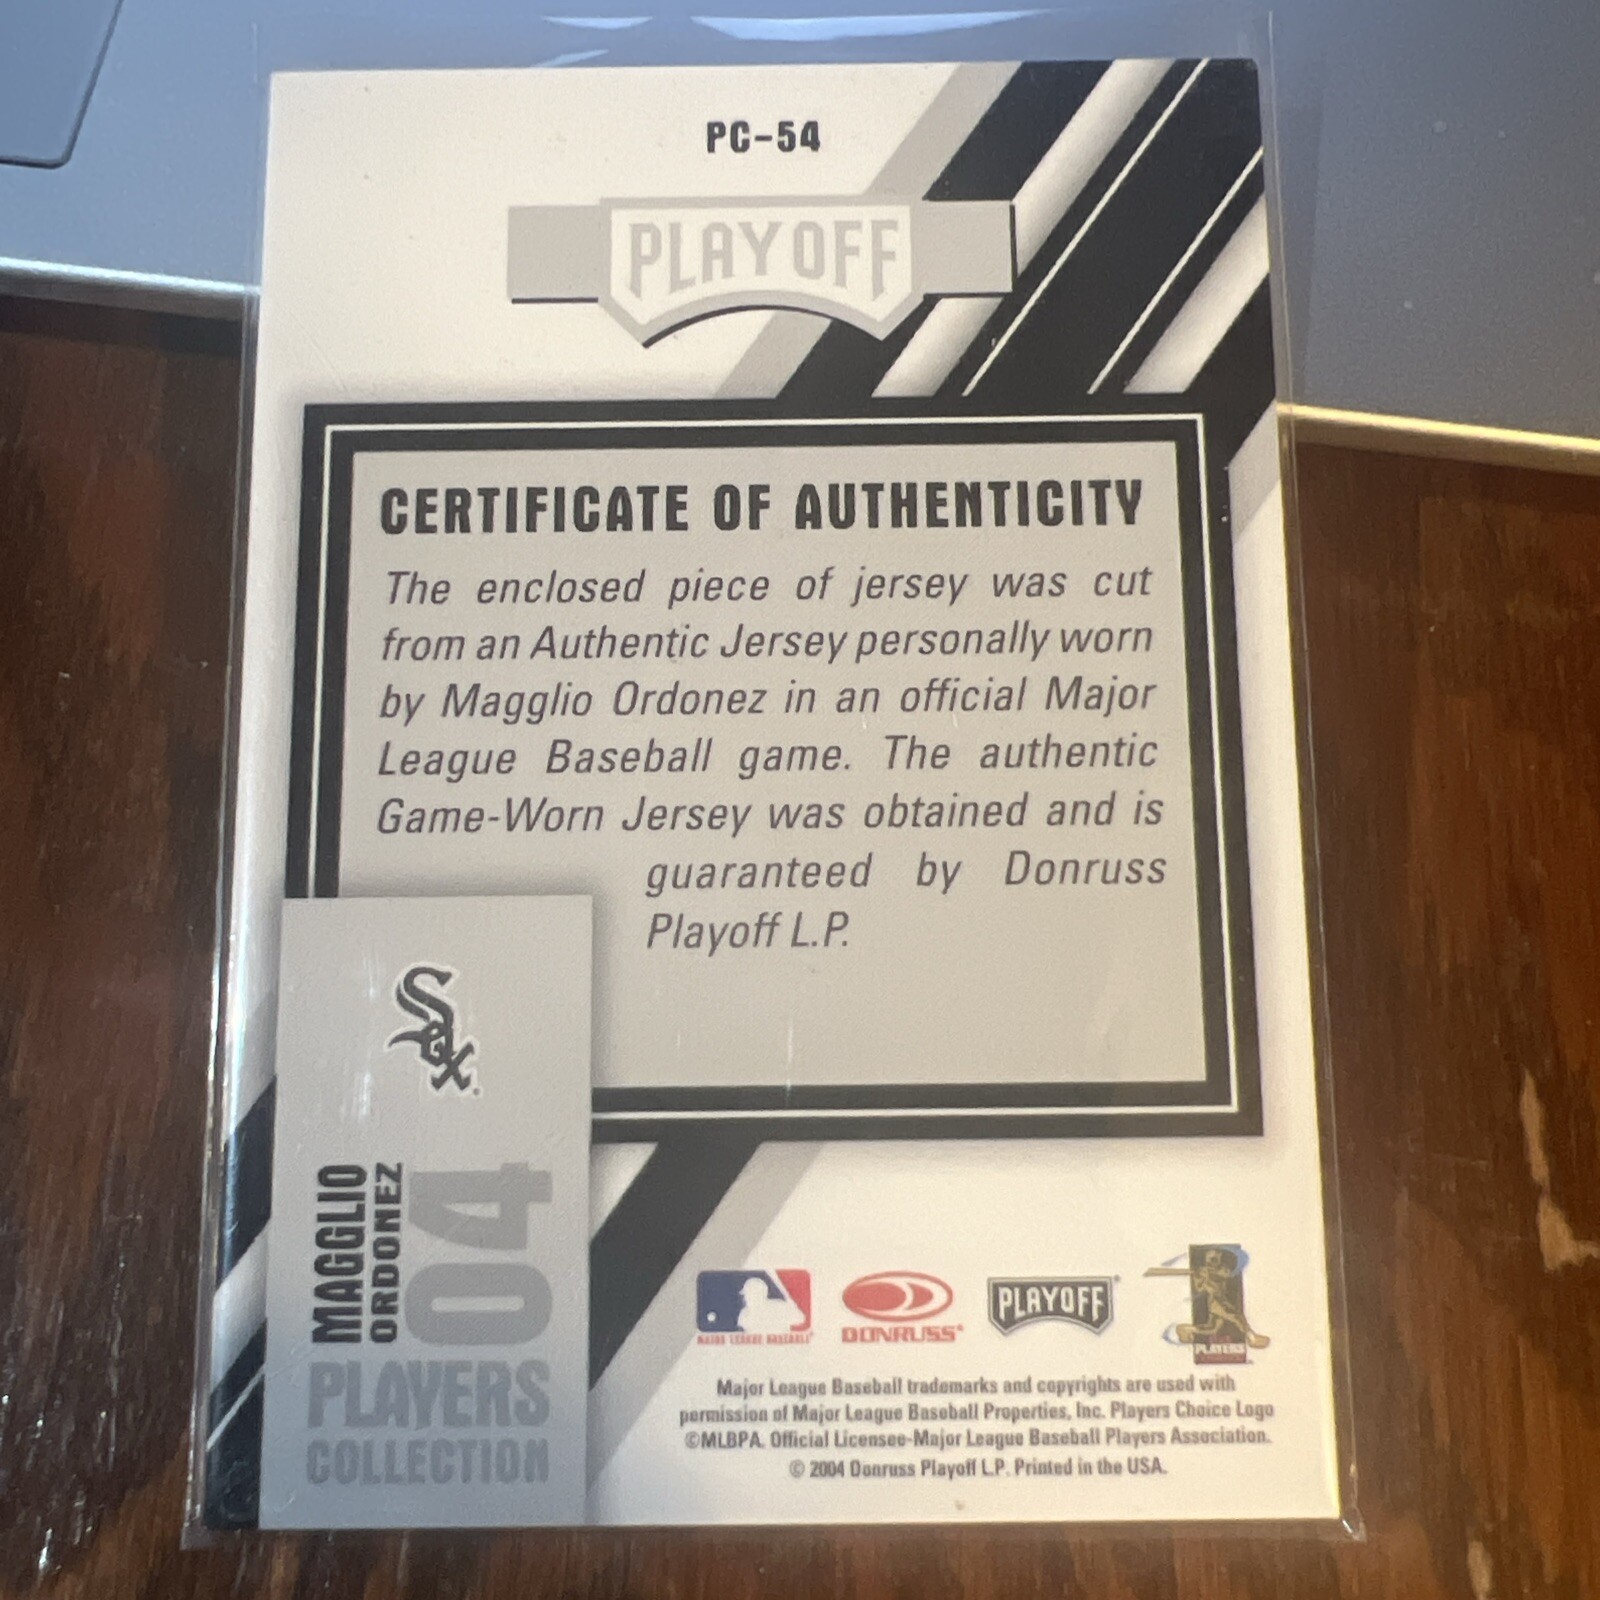 PC-54
PLAYOFF
CERTIFICATE OF AUTHENTICITY
The enclosed piece of jersey was cut
from an Authentic Jersey personally worn
by Magglio Ordonez in an official Major
League Baseball game. The authentic
Game-Worn Jersey was obtained and is
guaranteed by Donruss
Playoff L.P.
Sox
MAGGLIO
ORDONEZ
04
PLAYERS
COLLECTION
MAJOR LEAGUE BASEBALL
DONRUSS
PLAYOFF
PLAYERS
Major League Baseball trademarks and copyrights are used with
permission of Major League Baseball Properties, Inc. Players Choice Logo
©MLBPA. Official Licensee-Major League Baseball Players Association.
© 2004 Donruss Playoff L.P. Printed in the USA.